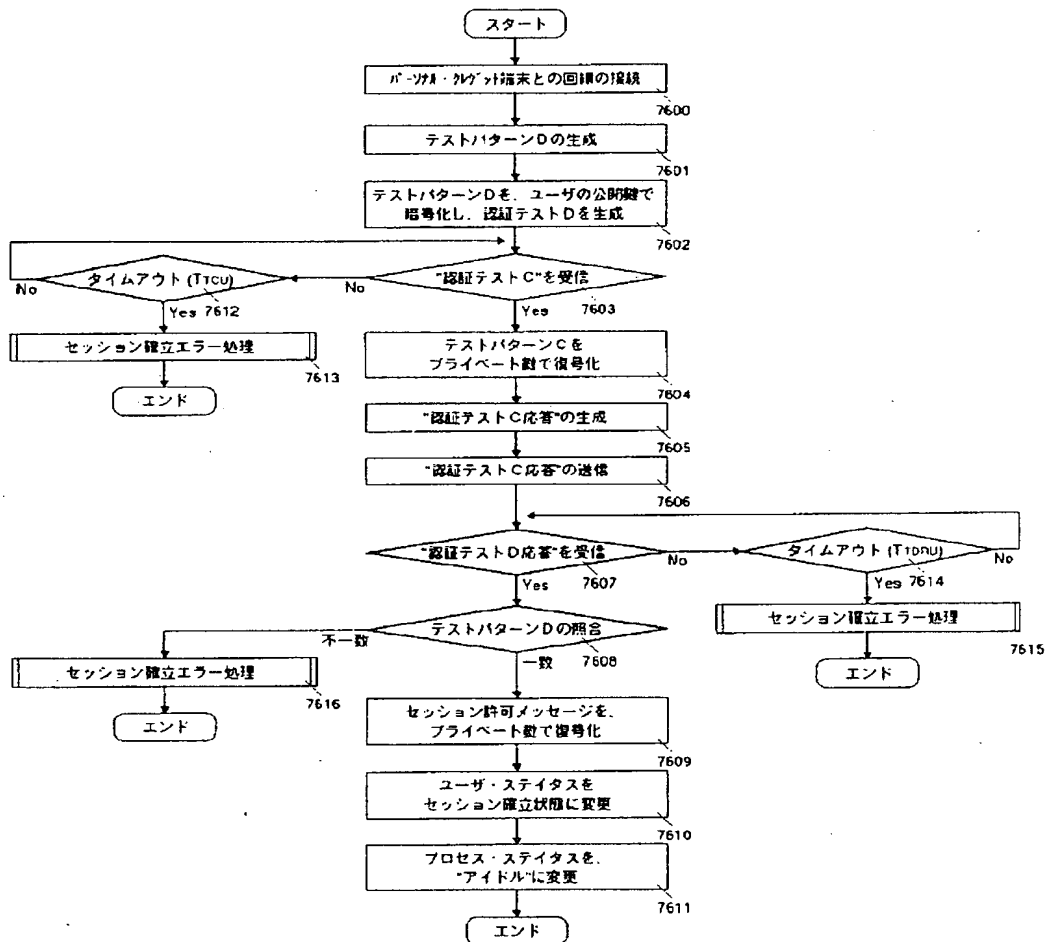 スタート
パーソナル・クレジット端末との回線の接続
7600
テストパターンDの生成
7601
テストパターンDを、ユーザの公開鍵で
暗号化し、認証テストDを生成
7602
"認証テストC"を受信
7603
No
Yes
タイムアウト (TTCU)
7612
No
Yes
セッション確立エラー処理
7613
エンド
テストパターンCを
プライベート鍵で復号化
7604
"認証テストC応答"の生成
7605
"認証テストC応答"の送信
7606
"認証テストD応答"を受信
7607
No
Yes
タイムアウト (TTDRU)
7614
No
Yes
セッション確立エラー処理
7615
エンド
テストパターンDの照合
7608
不一致
一致
セッション確立エラー処理
7616
エンド
セッション許可メッセージを、
プライベート鍵で復号化
7609
ユーザ・ステイタスを
セッション確立状態に変更
7610
プロセス・ステイタスを、
"アイドル"に変更
7611
エンド